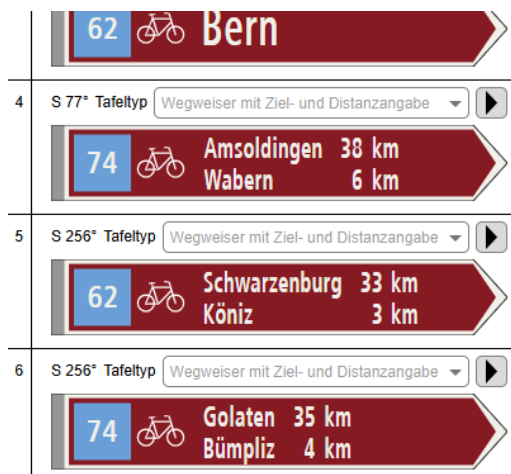 62 Bern
4 S 77° Tafeltyp Wegweiser mit Ziel- und Distanzangabe
74 Amsoldingen 38 km
Wabern 6 km
5 S 256° Tafeltyp Wegweiser mit Ziel- und Distanzangabe
62 Schwarzenburg 33 km
Köniz 3 km
6 S 256° Tafeltyp Wegweiser mit Ziel- und Distanzangabe
74 Golaten 35 km
Bümpliz 4 km